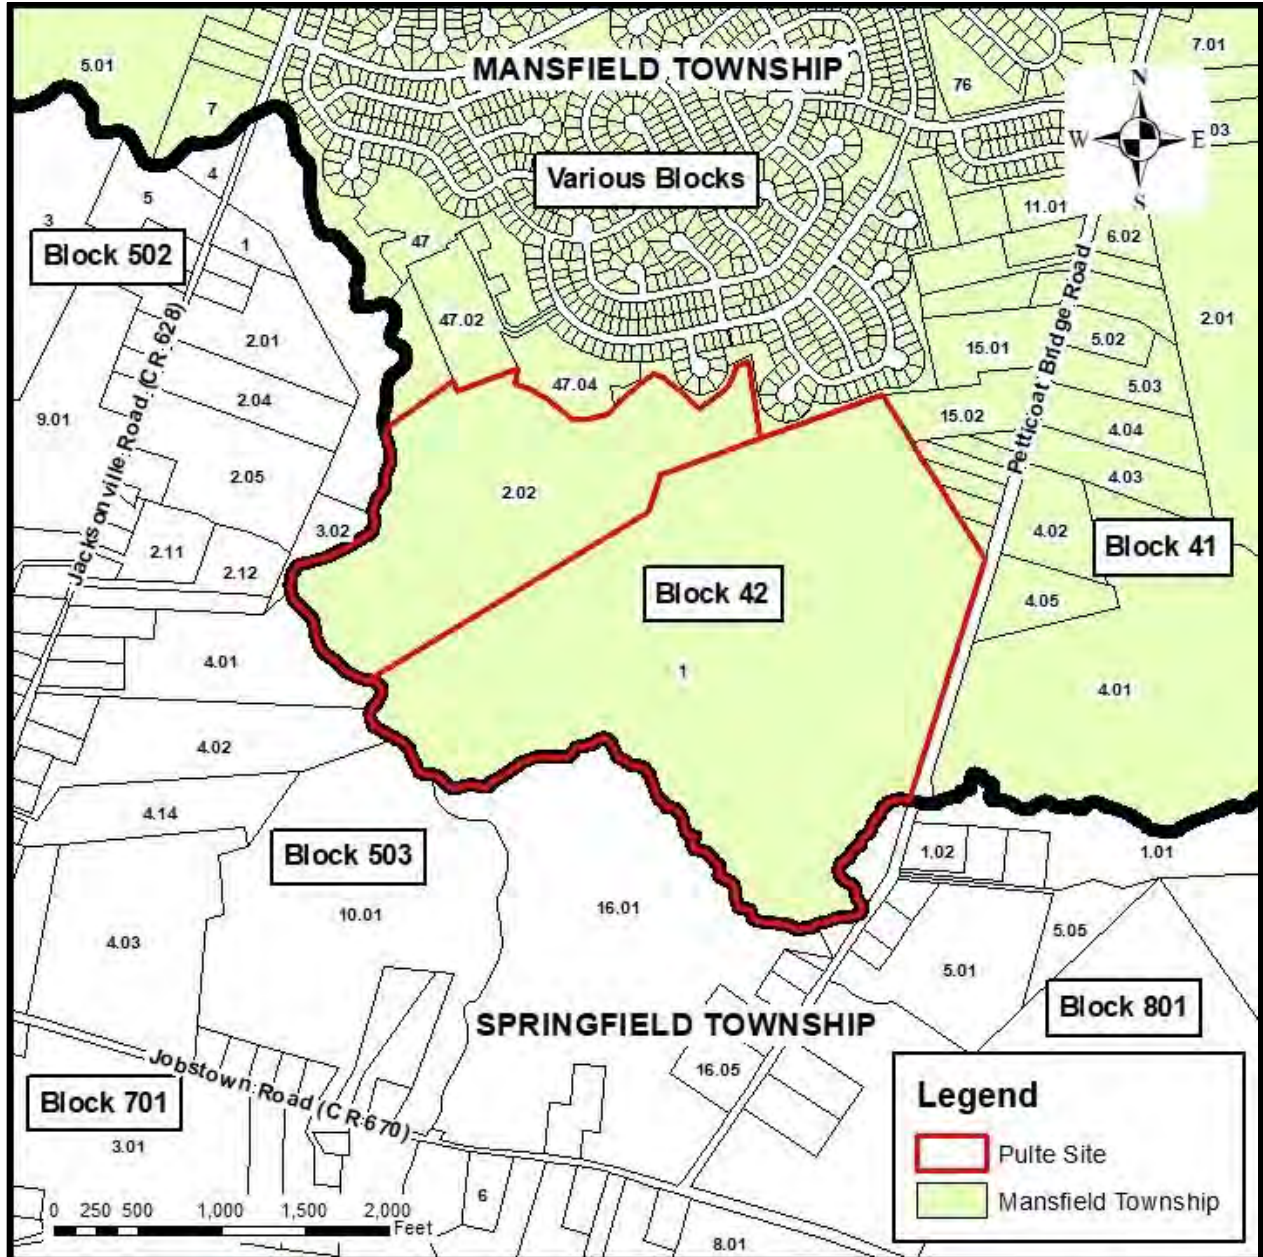 5.01
7
MANSFIELD TOWNSHIP
76
7.01
N
W
E
S
03
4
5
3
1
Block 502
Various Blocks
47
11.01
6.02
47.02
2.01
2.01
15.01
5.02
Petticoat Bridge Road
Jacksonville Road (CR 628)
47.04
5.03
2.04
9.01
15.02
4.04
2.05
4.03
2.02
3.02
4.02
Block 41
2.11
2.12
Block 42
4.05
4.01
1
4.01
4.02
4.14
Block 503
1.02
1.01
10.01
16.01
4.03
5.05
5.01
Block 801
SPRINGFIELD TOWNSHIP
16.05
Jobstown Road (CR 670)
Block 701
3.01
6
8.01
0 250 500 1,000 1,500 2,000
Feet
Legend
Pulte Site
Mansfield Township